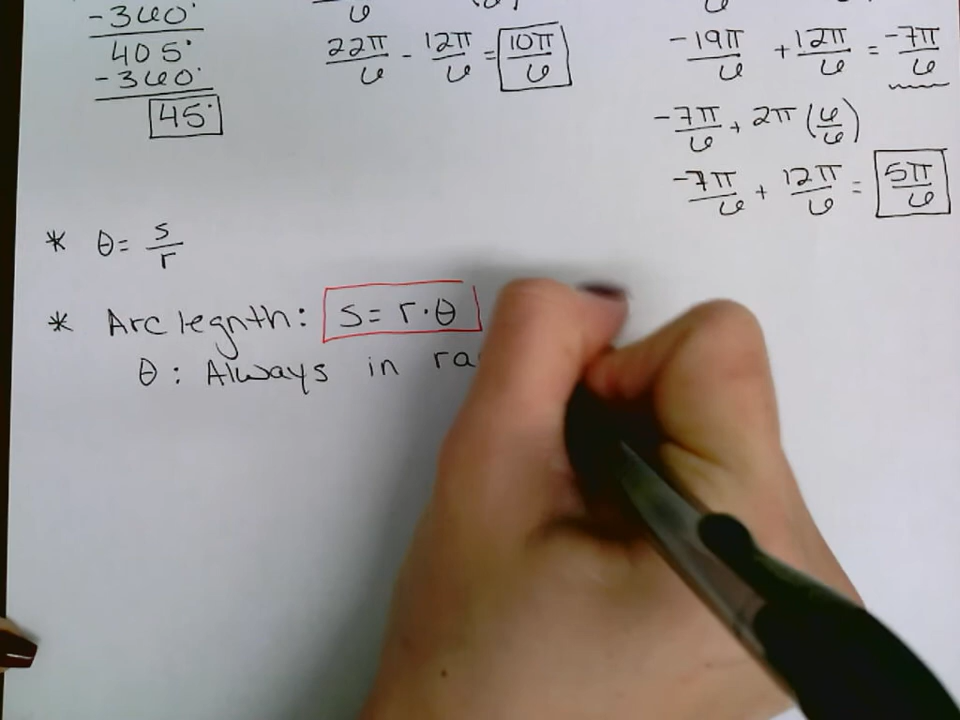 -360°
405°
-360°
45°
22π/6 - 12π/6 = 10π/6
-19π/6 + 12π/6 = -7π/6
-7π/6 + 2π (6/6)
-7π/6 + 12π/6 = 5π/6
* θ = s/r
* Arc legnth: s = r·θ
θ: Always in ra